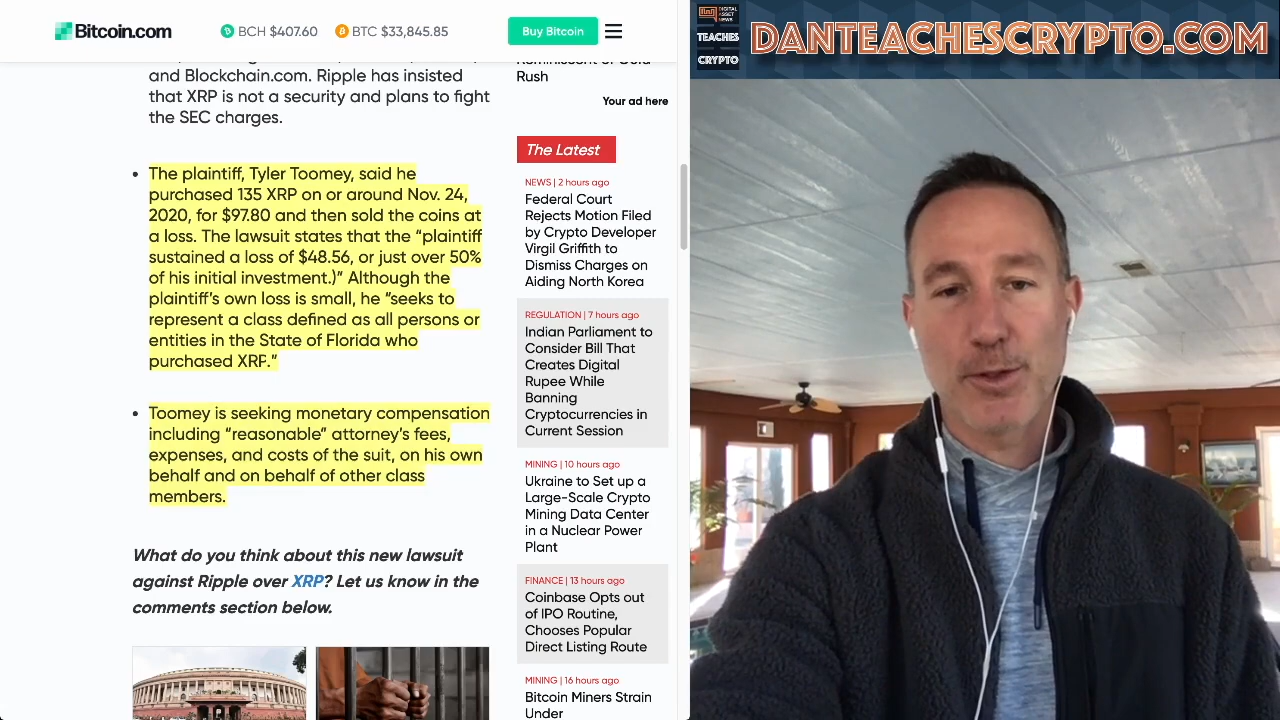 Bitcoin.com
BCH $407.60
BTC $33,845.85
Buy Bitcoin
and Blockchain.com. Ripple has insisted
that XRP is not a security and plans to fight
the SEC charges.
The plaintiff, Tyler Toomey, said he
purchased 135 XRP on or around Nov. 24,
2020, for $97.80 and then sold the coins at
a loss. The lawsuit states that the “plaintiff
sustained a loss of $48.56, or just over 50%
of his initial investment.)” Although the
plaintiff’s own loss is small, he “seeks to
represent a class defined as all persons or
entities in the State of Florida who
purchased XRP.”
Toomey is seeking monetary compensation
including “reasonable” attorney’s fees,
expenses, and costs of the suit, on his own
behalf and on behalf of other class
members.
What do you think about this new lawsuit
against Ripple over XRP? Let us know in the
comments section below.
Rush
Your ad here
The Latest
NEWS | 2 hours ago
Federal Court
Rejects Motion Filed
by Crypto Developer
Virgil Griffith to
Dismiss Charges on
Aiding North Korea
REGULATION | 7 hours ago
Indian Parliament to
Consider Bill That
Creates Digital
Rupee While
Banning
Cryptocurrencies in
Current Session
MINING | 10 hours ago
Ukraine to Set up a
Large-Scale Crypto
Mining Data Center
in a Nuclear Power
Plant
FINANCE | 13 hours ago
Coinbase Opts out
of IPO Routine,
Chooses Popular
Direct Listing Route
MINING | 16 hours ago
Bitcoin Miners Strain
Under
DIGITAL
ASSET
NEWS
TEACHES
CRYPTO
DANTEACHESCRYPTO.COM